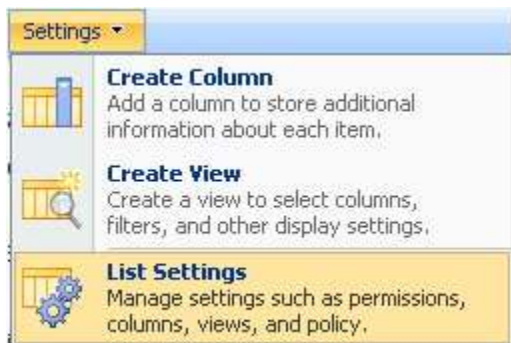 Settings
Create Column
Add a column to store additional
information about each item.
Create View
Create a view to select columns,
filters, and other display settings.
List Settings
Manage settings such as permissions,
columns, views, and policy.